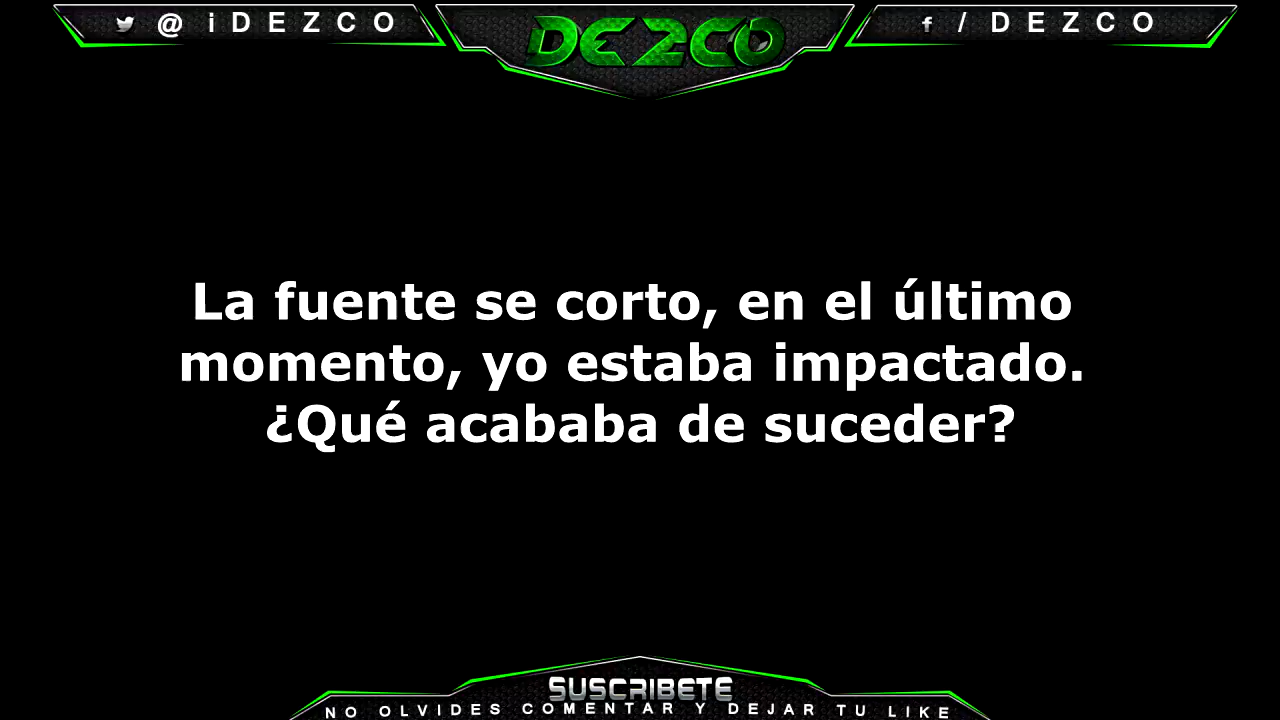 @iDEZCO
DEZCO
f / DEZCO
La fuente se corto, en el último
momento, yo estaba impactado.
¿Qué acababa de suceder?
SUSCRIBETE
NO OLVIDES COMENTAR Y DEJAR TU LIKE